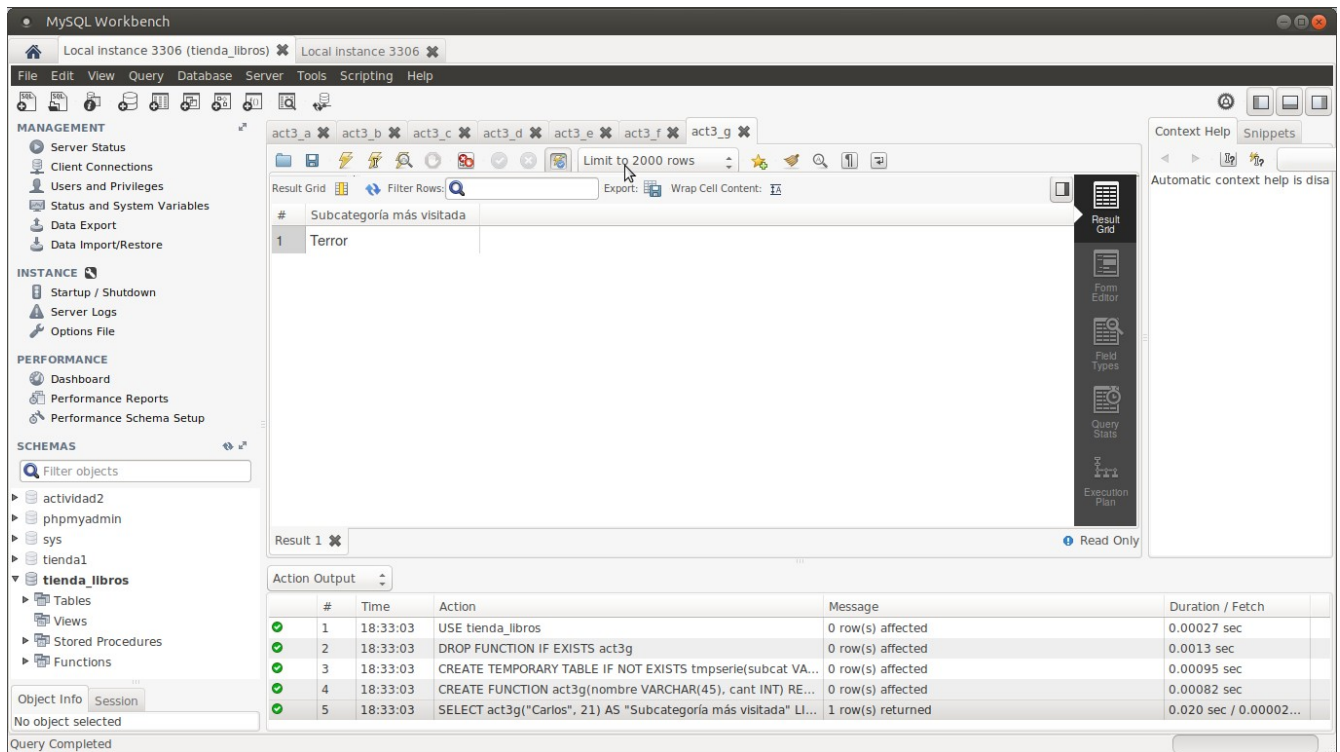 MySQL Workbench
Local instance 3306 (tienda_libros) Local instance 3306
File Edit View Query Database Server Tools Scripting Help
MANAGEMENT
Server Status
Client Connections
Users and Privileges
Status and System Variables
Data Export
Data Import/Restore
INSTANCE
Startup / Shutdown
Server Logs
Options File
PERFORMANCE
Dashboard
Performance Reports
Performance Schema Setup
SCHEMAS
Filter objects
actividad2
phpmyadmin
sys
tienda1
tienda_libros
Tables
Views
Stored Procedures
Functions
Object Info Session
No object selected
Query Completed
act3_a act3_b act3_c act3_d act3_e act3_f act3_g
Limit to 2000 rows
Result Grid Filter Rows: Export: Wrap Cell Content:
# Subcategoría más visitada
1 Terror
Result Grid
Form Editor
Field Types
Query Stats
Execution Plan
Result 1 Read Only
Context Help Snippets
Automatic context help is disa
Action Output
# Time Action Message Duration / Fetch
1 18:33:03 USE tienda_libros 0 row(s) affected 0.00027 sec
2 18:33:03 DROP FUNCTION IF EXISTS act3g 0 row(s) affected 0.0013 sec
3 18:33:03 CREATE TEMPORARY TABLE IF NOT EXISTS tmpserie(subcat VA... 0 row(s) affected 0.00095 sec
4 18:33:03 CREATE FUNCTION act3g(nombre VARCHAR(45), cant INT) RE... 0 row(s) affected 0.00082 sec
5 18:33:03 SELECT act3g("Carlos", 21) AS "Subcategoría más visitada" LI... 1 row(s) returned 0.020 sec / 0.00002...